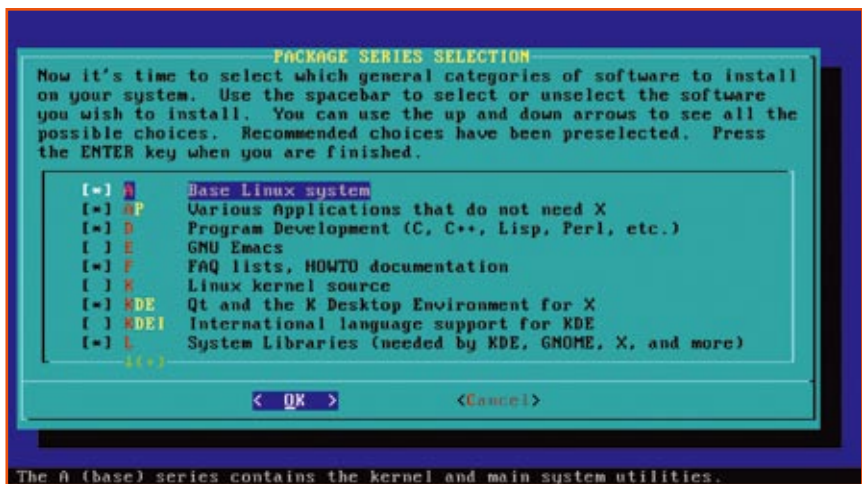 PACKAGE SERIES SELECTION
Now it's time to select which general categories of software to install
on your system.  Use the spacebar to select or unselect the software
you wish to install.  You can use the up and down arrows to see all the
possible choices.  Recommended choices have been preselected.  Press
the ENTER key when you are finished.
[*] A Base Linux system
[*] AP Various Applications that do not need X
[*] D Program Development (C, C++, Lisp, Perl, etc.)
[ ] E GNU Emacs
[*] F FAQ lists, HOWTO documentation
[ ] K Linux kernel source
[*] KDE Qt and the K Desktop Environment for X
[ ] KDEI International language support for KDE
[*] L System Libraries (needed by KDE, GNOME, X, and more)
↓(+)
< OK > <Cancel>
The A (base) series contains the kernel and main system utilities.